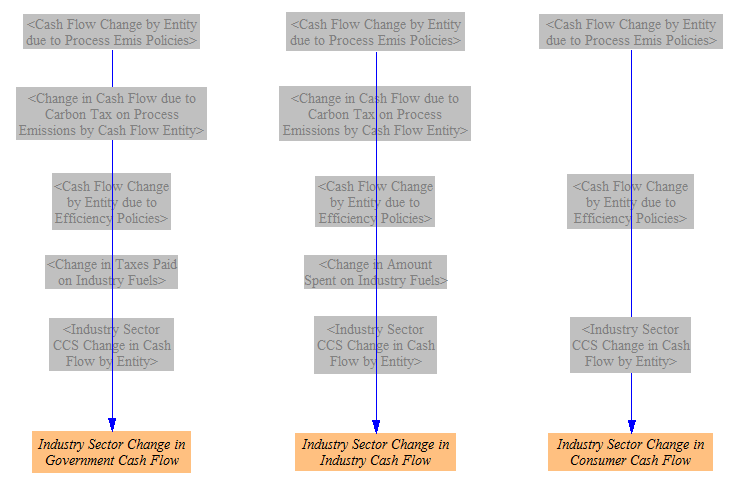 <Cash Flow Change by Entity
due to Process Emis Policies>
<Change in Cash Flow due to
Carbon Tax on Process
Emissions by Cash Flow Entity>
<Cash Flow Change
by Entity due to
Efficiency Policies>
<Change in Taxes Paid
on Industry Fuels>
<Industry Sector
CCS Change in Cash
Flow by Entity>
Industry Sector Change in
Government Cash Flow
<Cash Flow Change by Entity
due to Process Emis Policies>
<Change in Cash Flow due to
Carbon Tax on Process
Emissions by Cash Flow Entity>
<Cash Flow Change
by Entity due to
Efficiency Policies>
<Change in Amount
Spent on Industry Fuels>
<Industry Sector
CCS Change in Cash
Flow by Entity>
Industry Sector Change in
Industry Cash Flow
<Cash Flow Change by Entity
due to Process Emis Policies>
<Cash Flow Change
by Entity due to
Efficiency Policies>
<Industry Sector
CCS Change in Cash
Flow by Entity>
Industry Sector Change in
Consumer Cash Flow